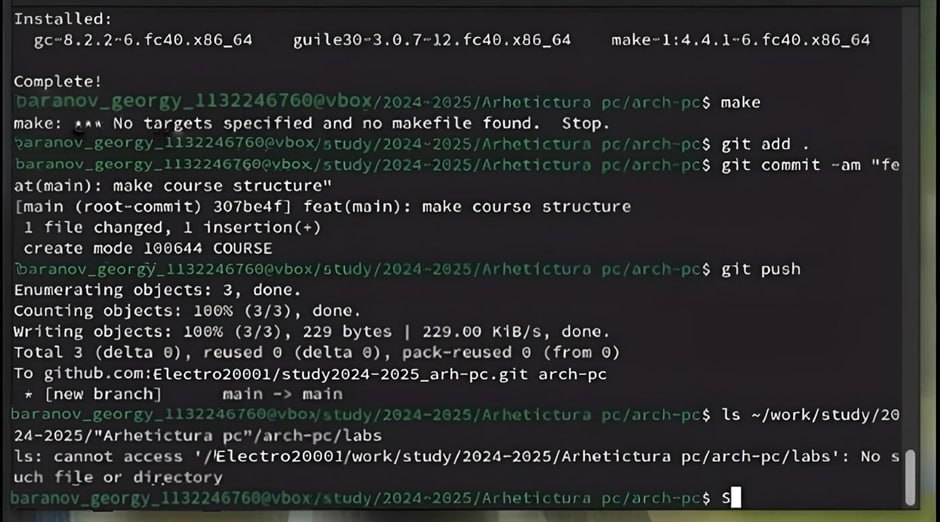 Installed:
gc-8.2.2-6.fc40.x86_64 guile30-3.0.7-12.fc40.x86_64 make-1:4.4.1-6.fc40.x86_64
Complete!
baranov_georgy_1132246760@vbox/2024-2025/Arhetictura pc/arch-pc$ make
make: *** No targets specified and no makefile found. Stop.
baranov_georgy_1132246760@vbox/study/2024-2025/Arhetictura pc/arch-pc$ git add .
baranov_georgy_1132246760@vbox/study/2024-2025/Arhetictura pc/arch-pc$ git commit -am "fe
at(main): make course structure"
[main (root-commit) 307be4f] feat(main): make course structure
1 file changed, 1 insertion(+)
create mode 100644 COURSE
baranov_georgy_1132246760@vbox/study/2024-2025/Arhetictura pc/arch-pc$ git push
Enumerating objects: 3, done.
Counting objects: 100% (3/3), done.
Writing objects: 100% (3/3), 229 bytes | 229.00 KiB/s, done.
Total 3 (delta 0), reused 0 (delta 0), pack-reused 0 (from 0)
To github.com:Electro20001/study2024-2025_arh-pc.git arch-pc
* [new branch] main -> main
baranov_georgy_1132246760@vbox/study/2024-2025/Arhetictura pc/arch-pc$ ls ~/work/study/20
24-2025/"Arhetictura pc"/arch-pc/labs
ls: cannot access '/Electro20001/work/study/2024-2025/Arhetictura pc/arch-pc/labs': No s
uch file or directory
baranov_georgy_1132246760@vbox/study/2024-2025/Arhetictura pc/arch-pc$ S